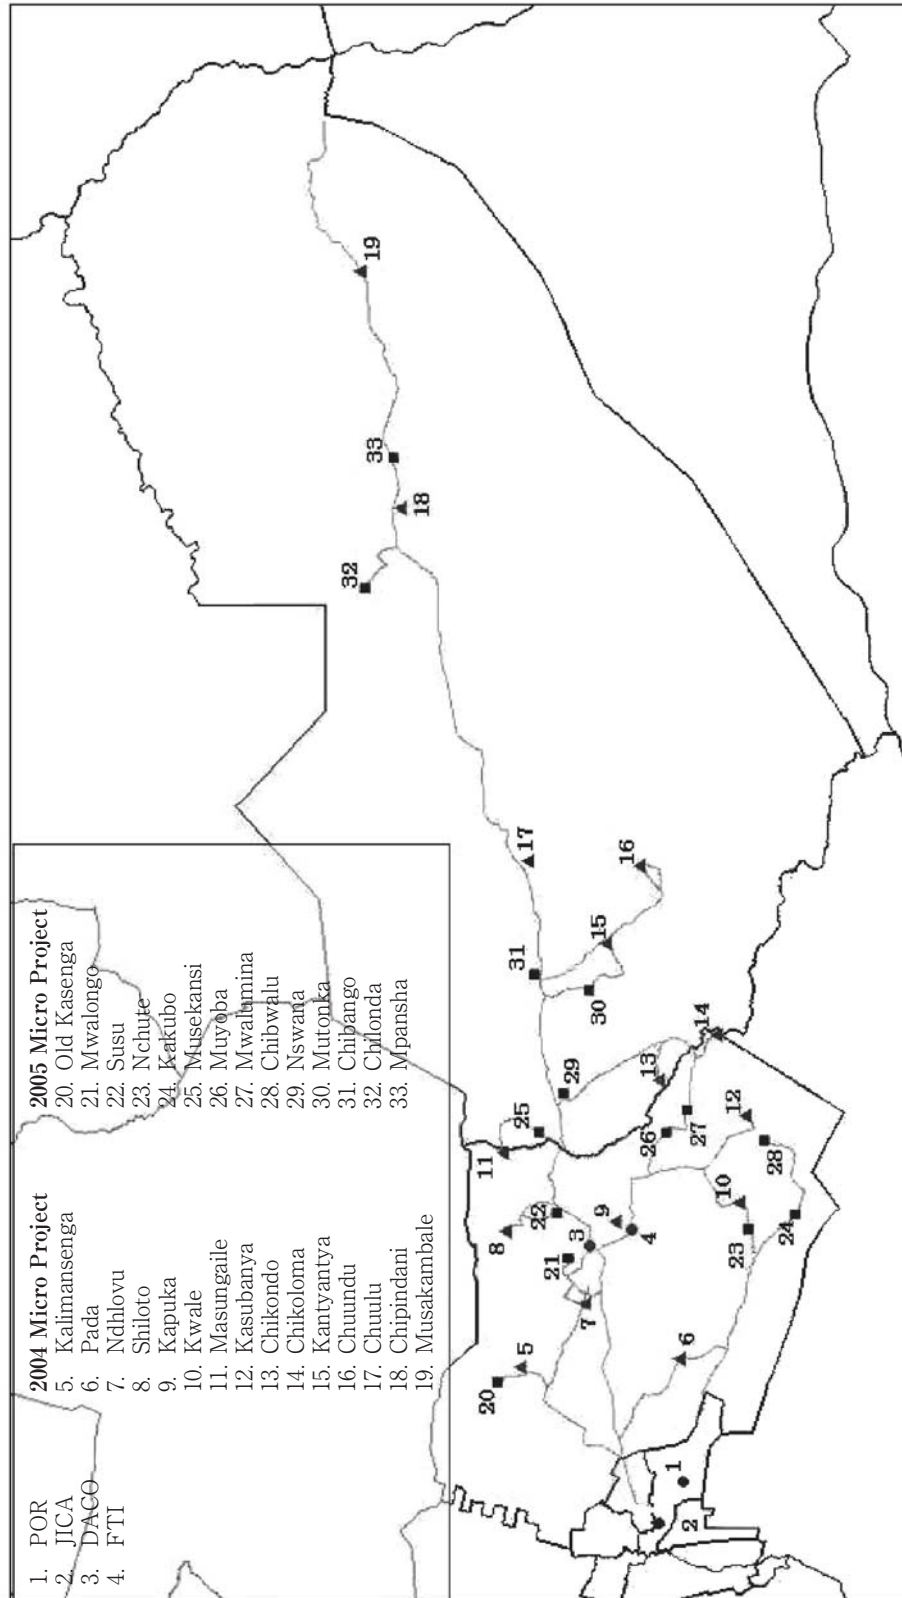 1. POR
2. JICA
3. DACO
4. FTI
2004 Micro Project
5. Kalimansenga
6. Pada
7. Ndhlovu
8. Shiloto
9. Kapuka
10. Kwale
11. Masungaile
12. Kasubanya
13. Chikondo
14. Chikoloma
15. Kantyantya
16. Chuundu
17. Chuulu
18. Chipindani
19. Musakambale
2005 Micro Project
20. Old Kasenga
21. Mwalongo
22. Susu
23. Nchute
24. Kakubo
25. Musekansi
26. Muyoba
27. Mwalumina
28. Chibwalu
29. Nswana
30. Mutonka
31. Chibango
32. Chilonda
33. Mpansha
19
33
18
32
17
16
31
15
30
14
29
13
25
26
27
12
11
28
10
22
8
9
3
4
23
24
21
7
5
6
20
1
2